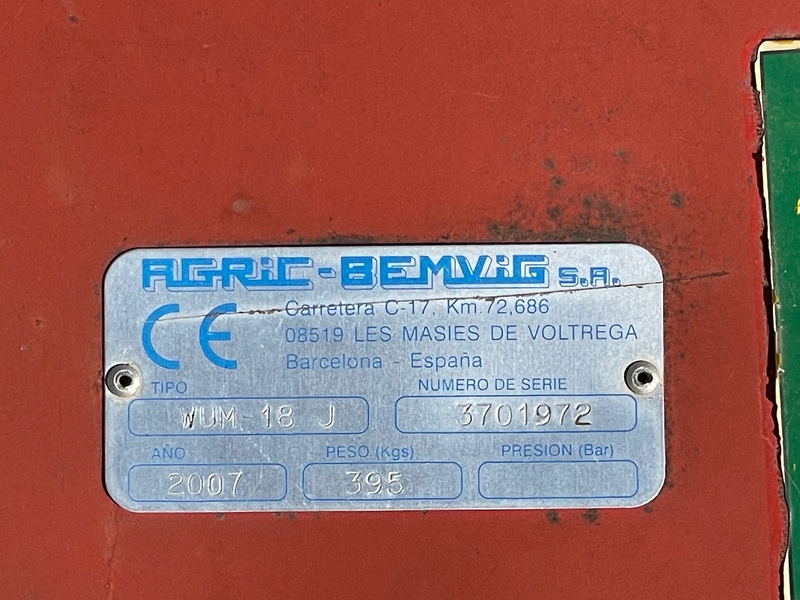 AGRIC-BEMVIG S.A.
CE Carretera C-17. Km.72,686
08519 LES MASIES DE VOLTREGA
Barcelona - España
TIPO NUMERO DE SERIE
WUM-18 J 3701972
AÑO PESO (Kgs) PRESION (Bar)
2007 395